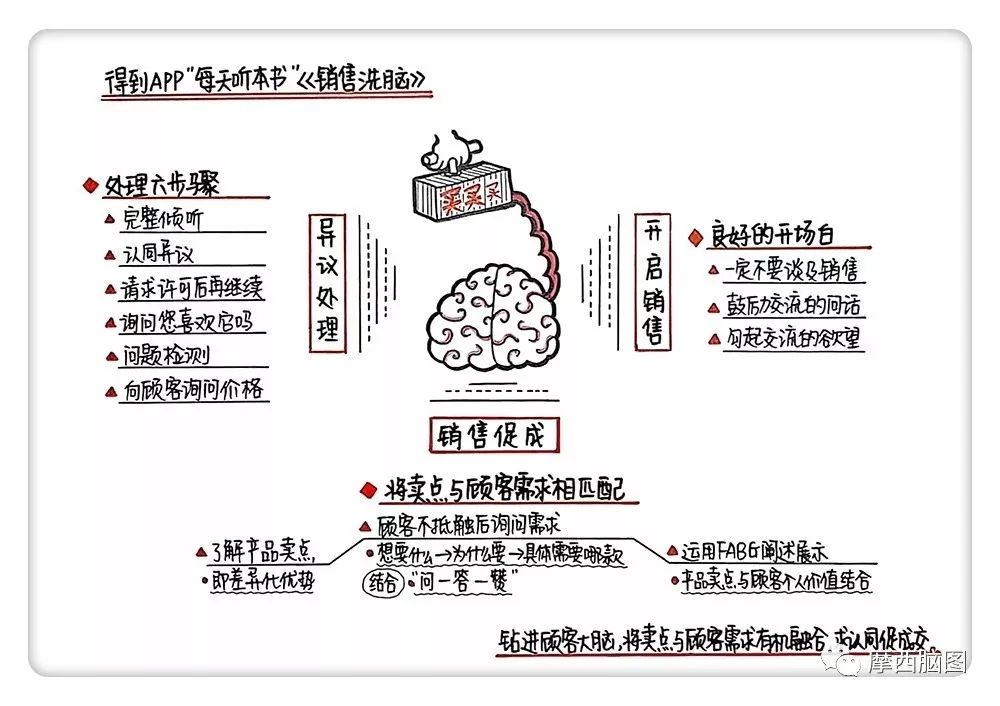 得到APP“每天听本书”《销售洗脑》
买买买
处理六步骤
完整倾听
认同异议
请求许可后再继续
询问您喜欢它吗
问题检测
向顾客询问价格
异议处理
开启销售
良好的开场白
一定不要谈及销售
鼓励交流的问话
勾起交流的欲望
销售促成
将卖点与顾客需求相匹配
了解产品卖点,
即差异化优势
顾客不抵触后询问需求
想要什么→为什么要→具体需要哪款
结合“问一答一赞”
运用FABG阐述展示
产品卖点与顾客个人价值结合
钻进顾客大脑,将卖点与顾客需求有机融合,求认同促成交。
摩西脑图